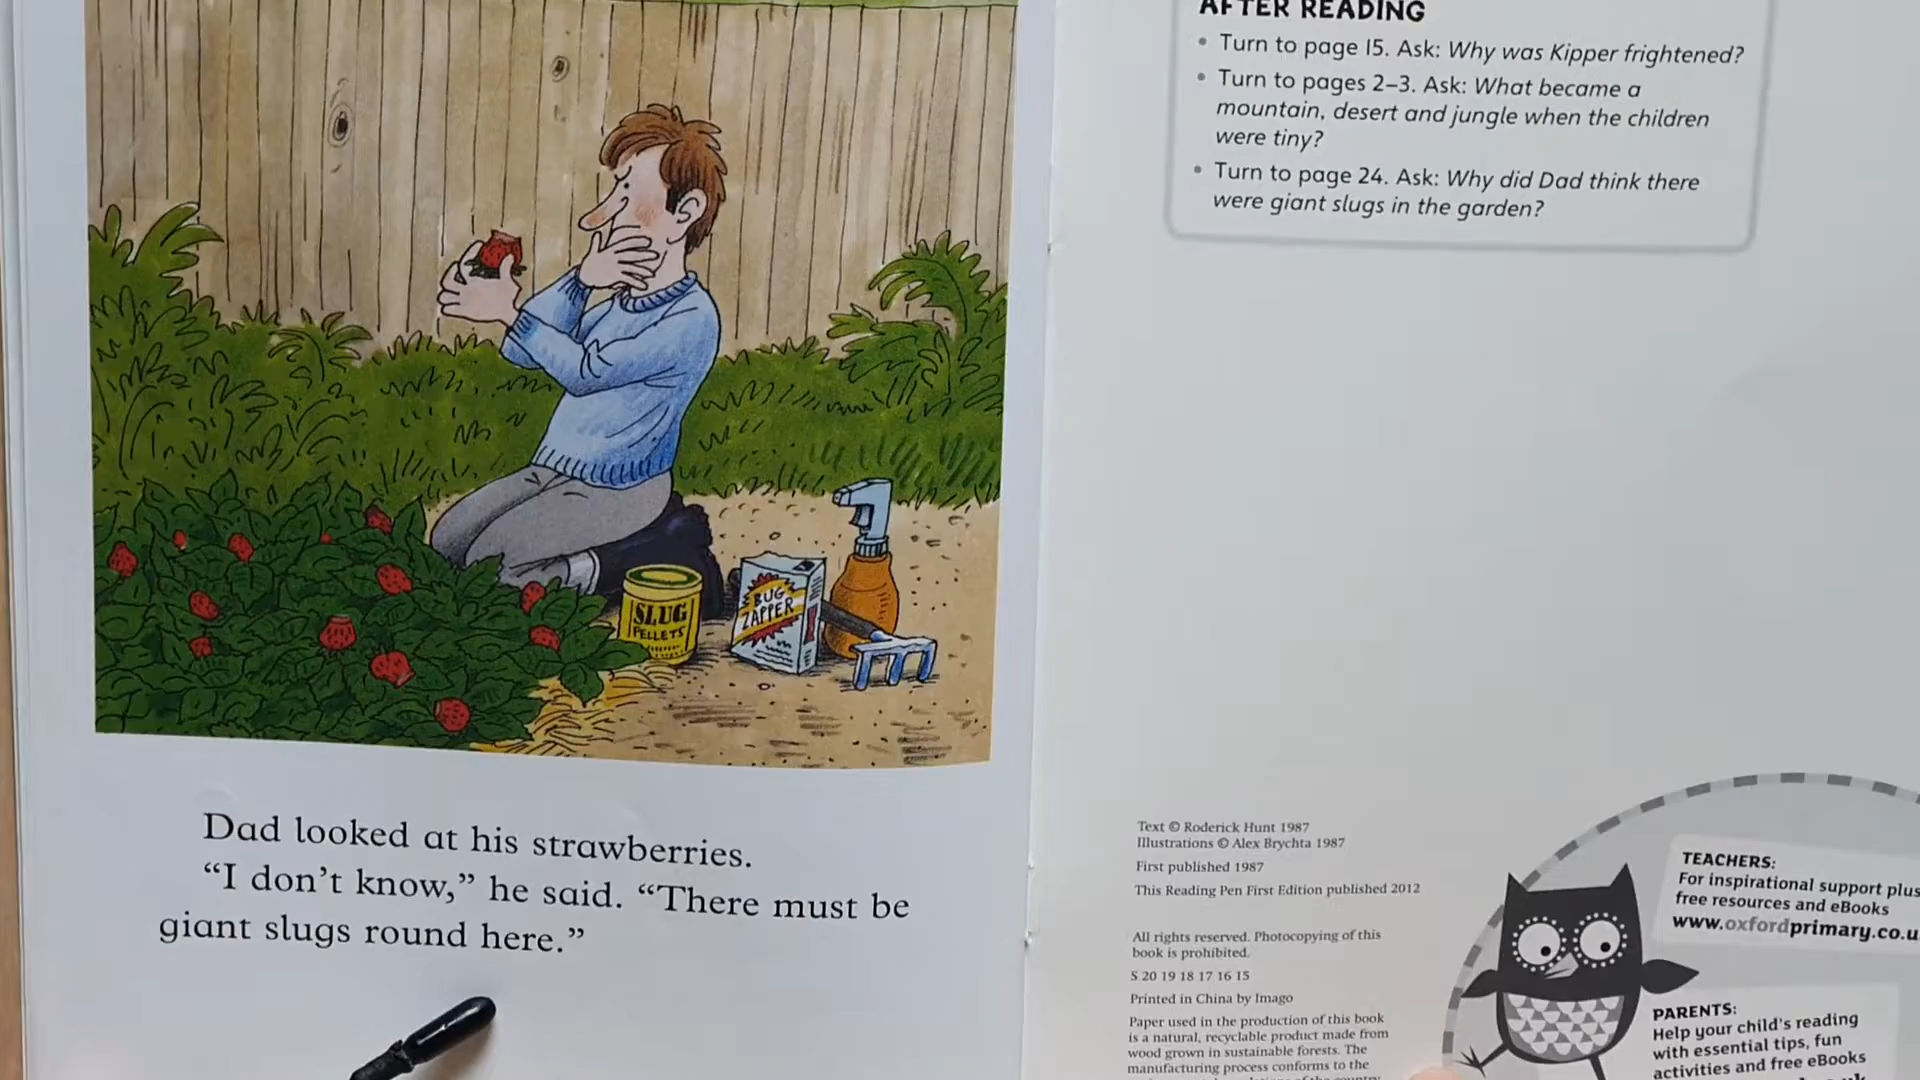 SLUG
PELLETS
BUG
ZAPPER
Dad looked at his strawberries.
“I don’t know,” he said. “There must be
giant slugs round here.”
AFTER READING
• Turn to page 15. Ask: Why was Kipper frightened?
• Turn to pages 2–3. Ask: What became a
mountain, desert and jungle when the children
were tiny?
• Turn to page 24. Ask: Why did Dad think there
were giant slugs in the garden?
Text © Roderick Hunt 1987
Illustrations © Alex Brychta 1987
First published 1987
This Reading Pen First Edition published 2012
All rights reserved. Photocopying of this
book is prohibited.
S 20 19 18 17 16 15
Printed in China by Imago
Paper used in the production of this book
is a natural, recyclable product made from
wood grown in sustainable forests. The
manufacturing process conforms to the
TEACHERS:
For inspirational support plus
free resources and eBooks
www.oxfordprimary.co.u
PARENTS:
Help your child’s reading
with essential tips, fun
activities and free eBooks